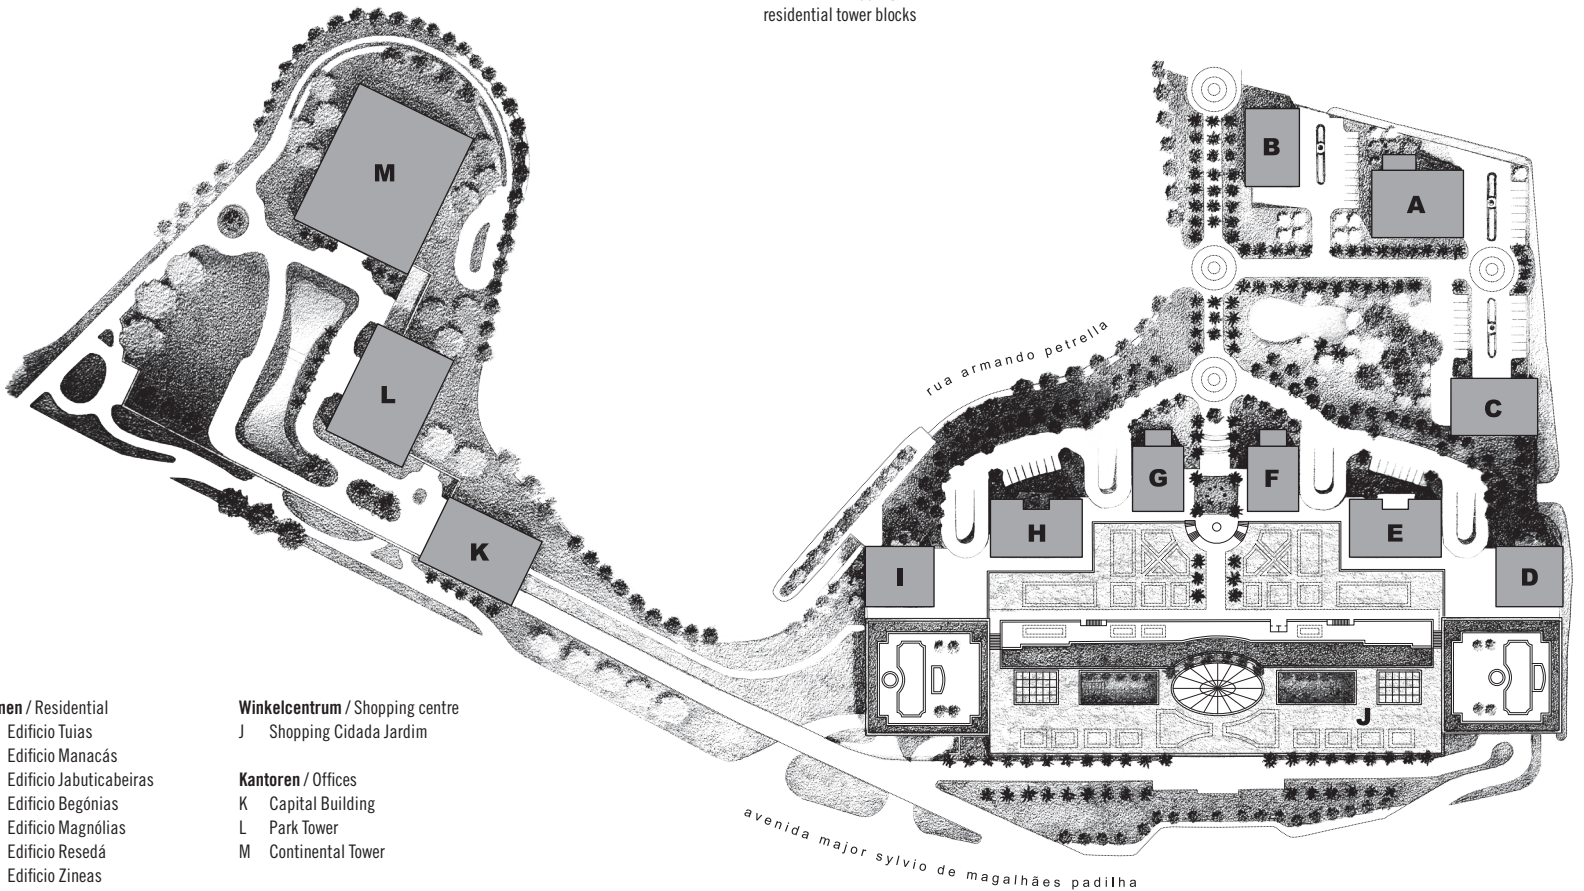 residential tower blocks
M
B
A
rua armando petrella
L
C
G
F
H
E
K
I
D
J
nen / Residential
Edificio Tuias
Edificio Manacás
Edificio Jabuticabeiras
Edificio Begónias
Edificio Magnólias
Edificio Resedá
Edificio Zineas
Winkelcentrum / Shopping centre
J Shopping Cidada Jardim
Kantoren / Offices
K Capital Building
L Park Tower
M Continental Tower
avenida major sylvio de magalhães padilha